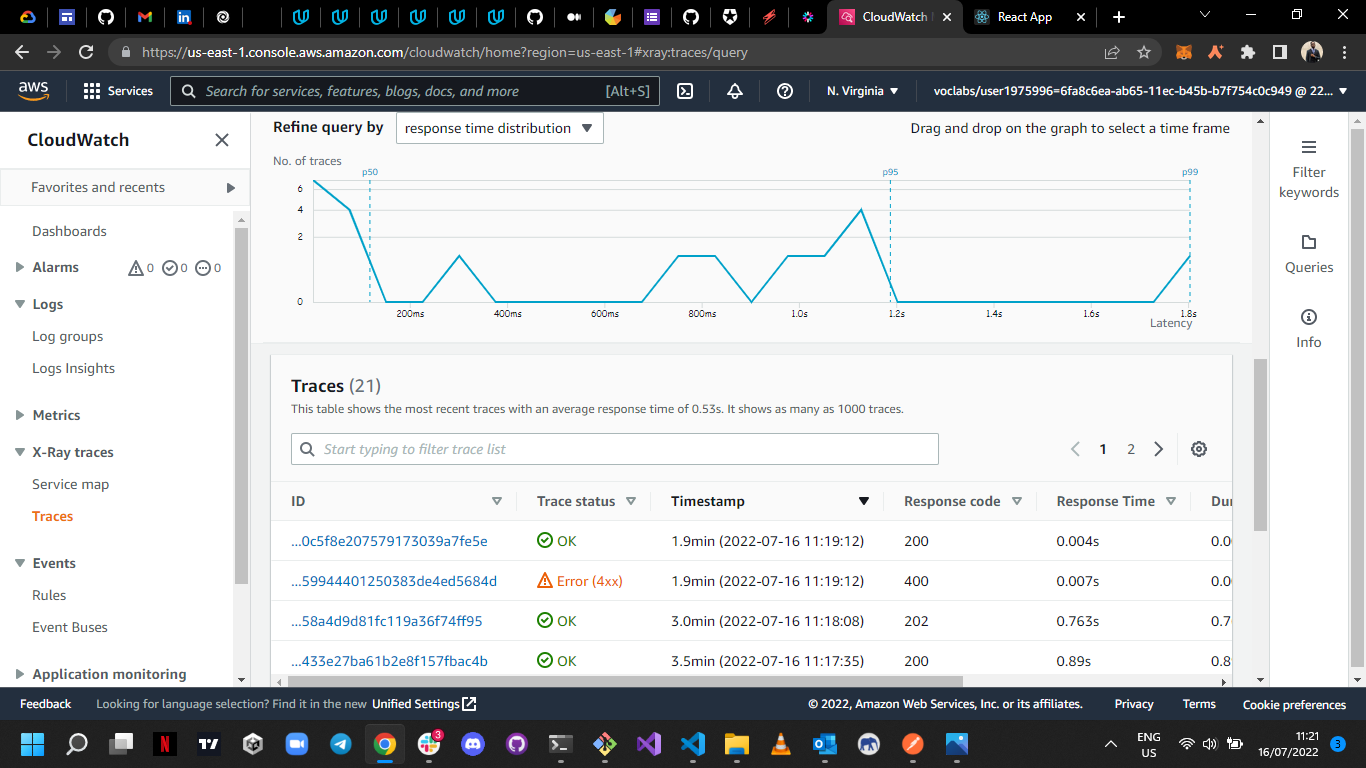 CloudWatch
React App
https://us-east-1.console.aws.amazon.com/cloudwatch/home?region=us-east-1#xray:traces/query
aws
Services
Search for services, features, blogs, docs, and more
[Alt+S]
N. Virginia
voclabs/user1975996=6fa8c6ea-ab65-11ec-b45b-b7f754c0c949 @ 22...
CloudWatch
Favorites and recents
Dashboards
Alarms
0
0
0
Logs
Log groups
Logs Insights
Metrics
X-Ray traces
Service map
Traces
Events
Rules
Event Buses
Application monitoring
Refine query by
response time distribution
Drag and drop on the graph to select a time frame
No. of traces
p50
p95
p99
6
4
2
0
200ms
400ms
600ms
800ms
1.0s
1.2s
1.4s
1.6s
1.8s
Latency
Traces (21)
This table shows the most recent traces with an average response time of 0.53s. It shows as many as 1000 traces.
Start typing to filter trace list
1
2
ID
Trace status
Timestamp
Response code
Response Time
Du
...0c5f8e207579173039a7fe5e
OK
1.9min (2022-07-16 11:19:12)
200
0.004s
0.0
...59944401250383de4ed5684d
Error (4xx)
1.9min (2022-07-16 11:19:12)
400
0.007s
0.0
...58a4d9d81fc119a36f74ff95
OK
3.0min (2022-07-16 11:18:08)
202
0.763s
0.7
...433e27ba61b2e8f157fbac4b
OK
3.5min (2022-07-16 11:17:35)
200
0.89s
0.8
Filter
keywords
Queries
Info
Feedback
Looking for language selection? Find it in the new Unified Settings
© 2022, Amazon Web Services, Inc. or its affiliates.
Privacy
Terms
Cookie preferences
3
ENG
US
11:21
16/07/2022
3